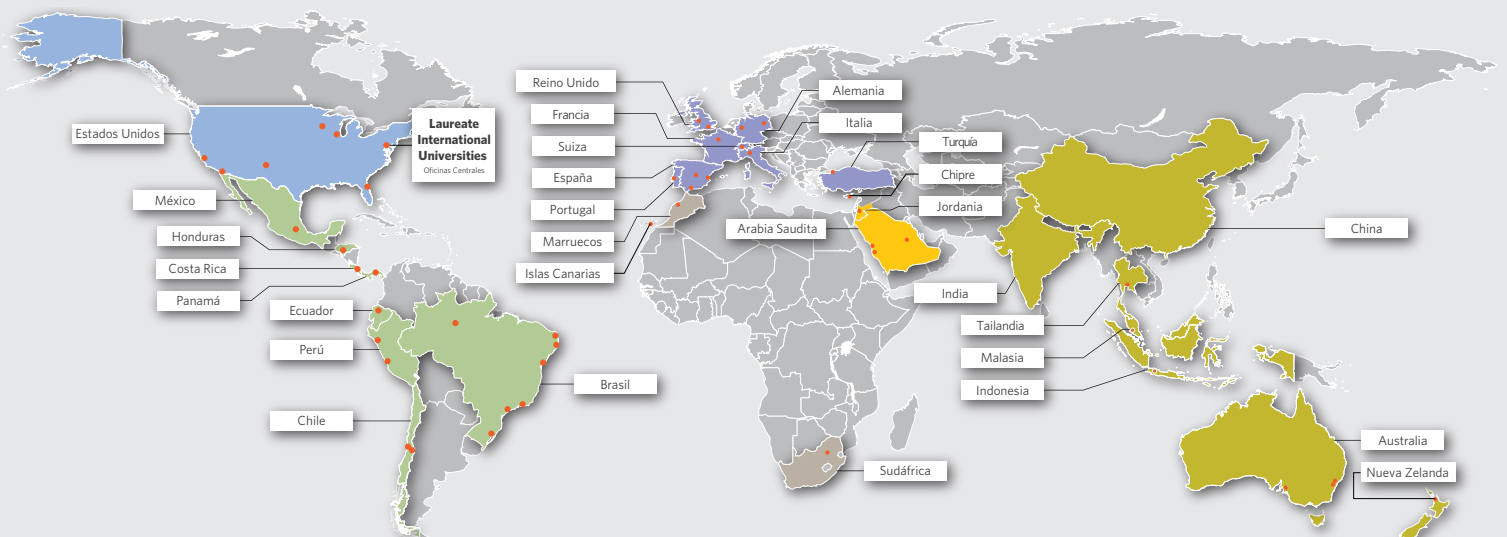 Estados Unidos
Laureate
International
Universities
Oficinas Centrales
México
Honduras
Costa Rica
Panamá
Ecuador
Perú
Chile
Brasil
Reino Unido
Francia
Suiza
España
Portugal
Marruecos
Islas Canarias
Alemania
Italia
Turquía
Chipre
Jordania
Arabia Saudita
India
Tailandia
Malasia
Indonesia
Sudáfrica
China
Australia
Nueva Zelanda